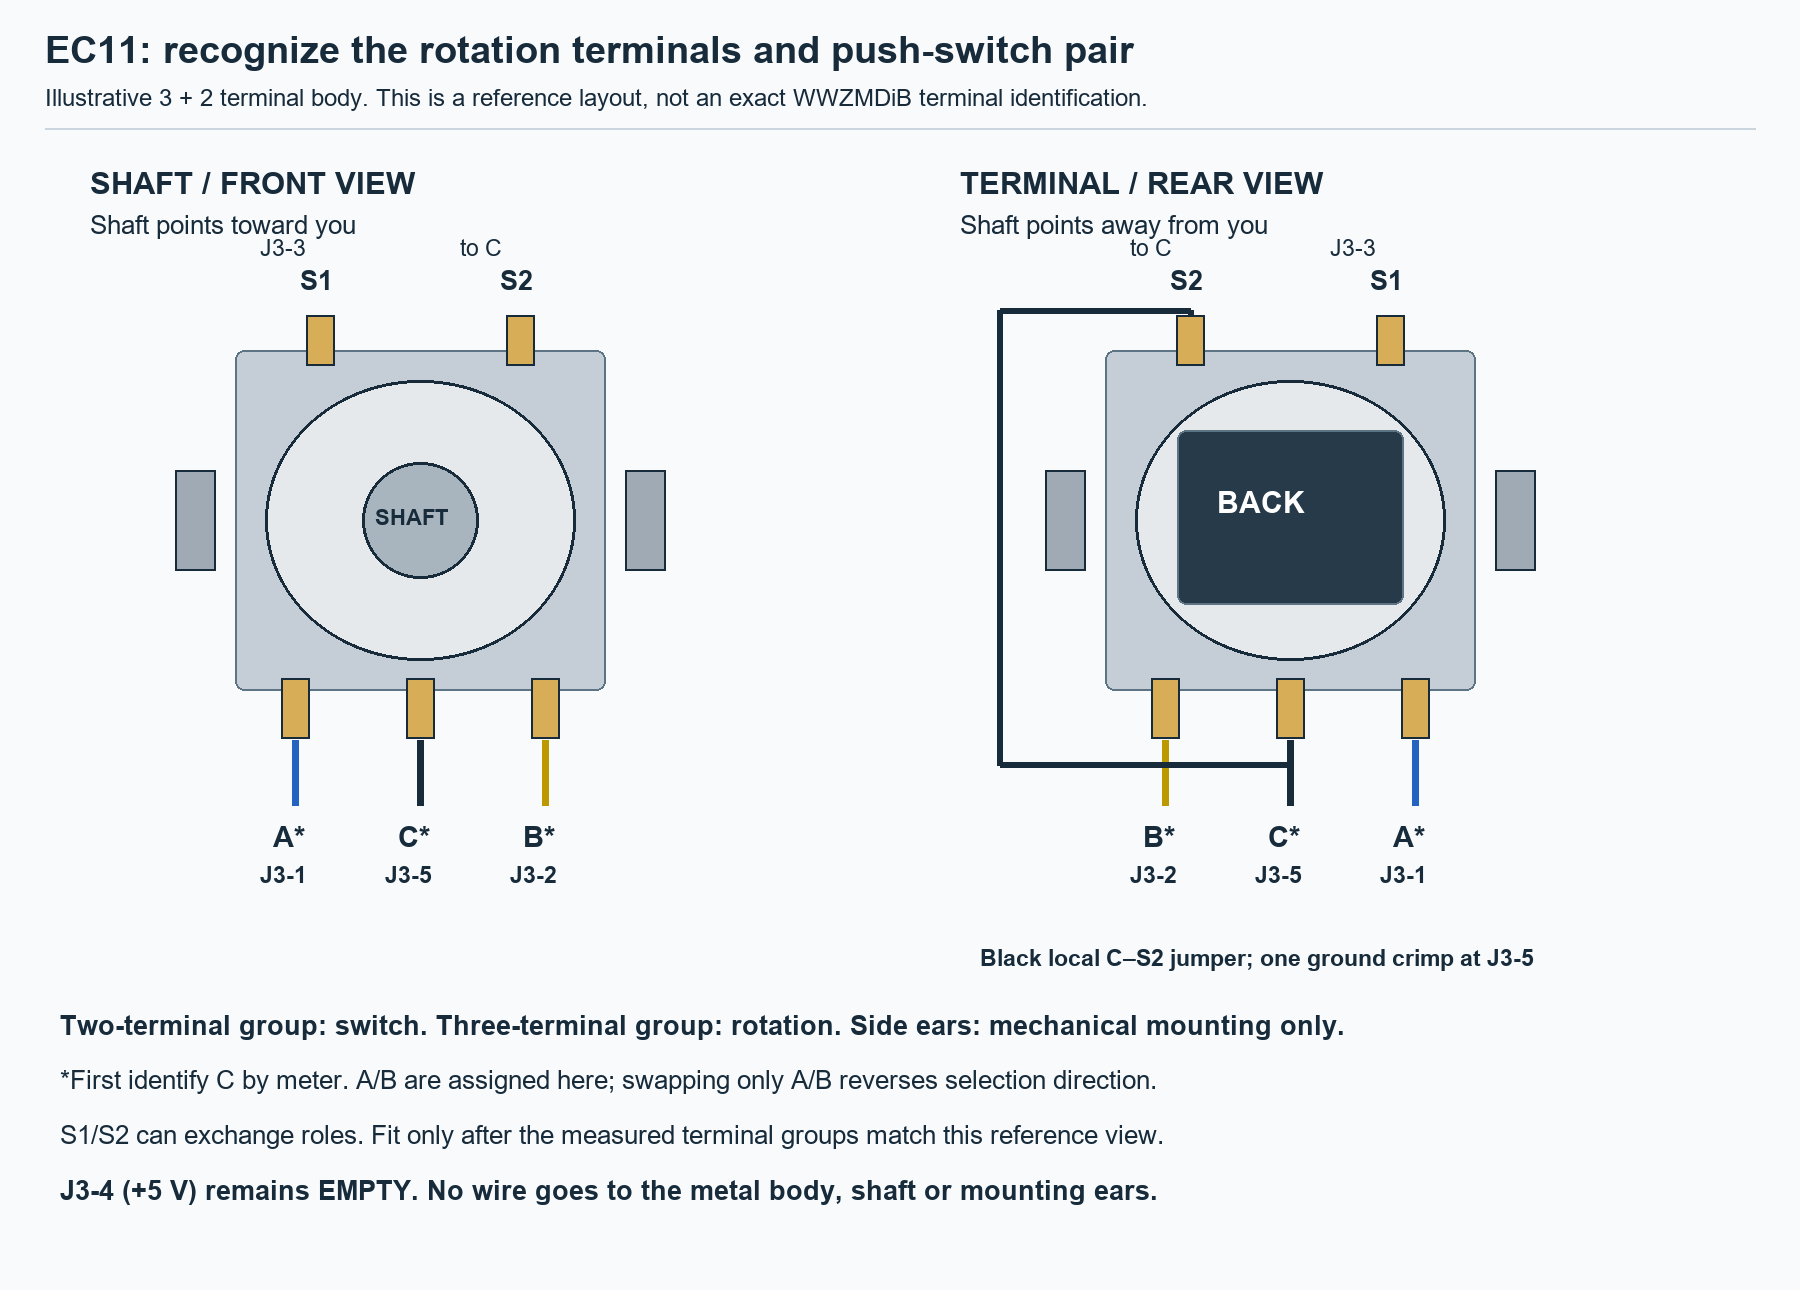 EC11: recognize the rotation terminals and push-switch pair
Illustrative 3 + 2 terminal body. This is a reference layout, not an exact WWZMDiB terminal identification.
SHAFT / FRONT VIEW
Shaft points toward you
J3-3
to C
S1
S2
SHAFT
A*
C*
B*
J3-1
J3-5
J3-2
TERMINAL / REAR VIEW
Shaft points away from you
to C
J3-3
S2
S1
BACK
B*
C*
A*
J3-2
J3-5
J3-1
Black local C–S2 jumper; one ground crimp at J3-5
Two-terminal group: switch. Three-terminal group: rotation. Side ears: mechanical mounting only.
*First identify C by meter. A/B are assigned here; swapping only A/B reverses selection direction.
S1/S2 can exchange roles. Fit only after the measured terminal groups match this reference view.
J3-4 (+5 V) remains EMPTY. No wire goes to the metal body, shaft or mounting ears.